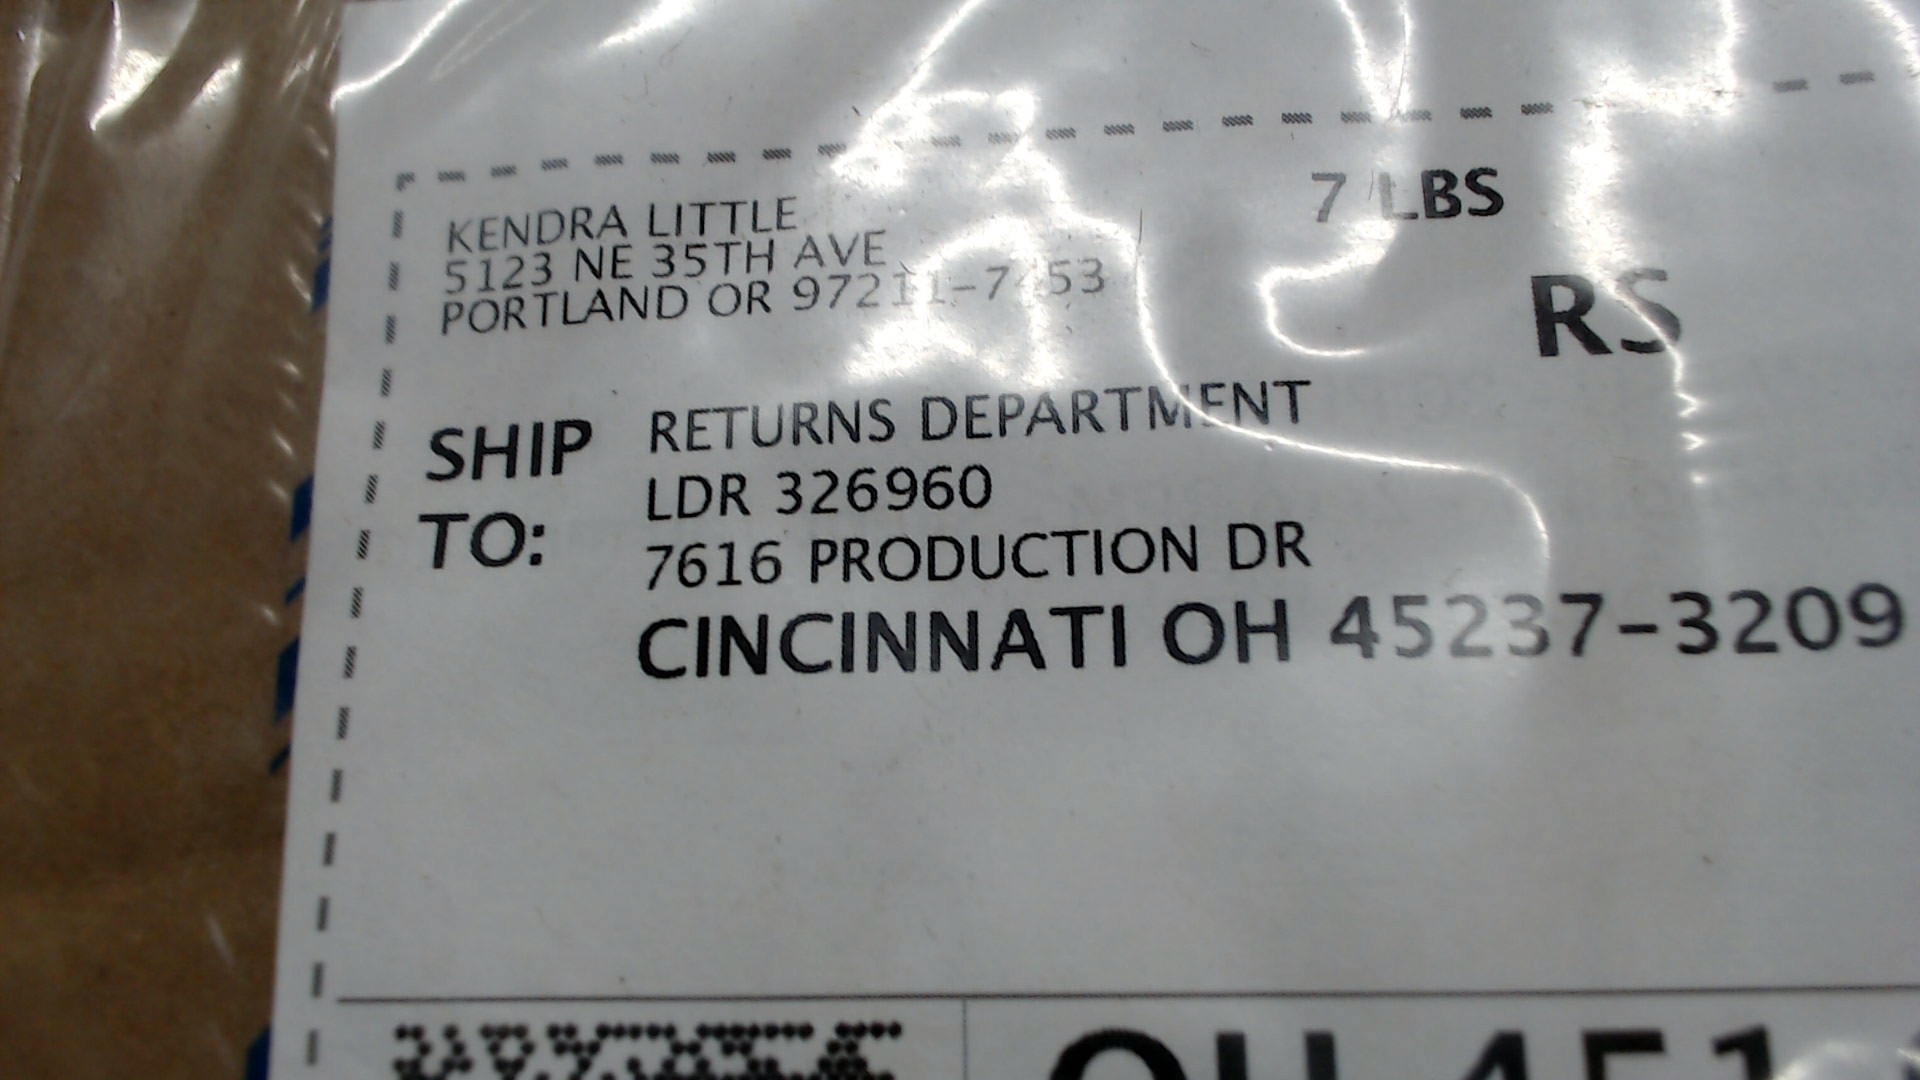 KENDRA LITTLE
5123 NE 35TH AVE
PORTLAND OR
7 LBS
RS
SHIP TO:
RETURNS DEPARTMENT
LDR 326960
7616 PRODUCTION DR
CINCINNATI OH 45237-3209